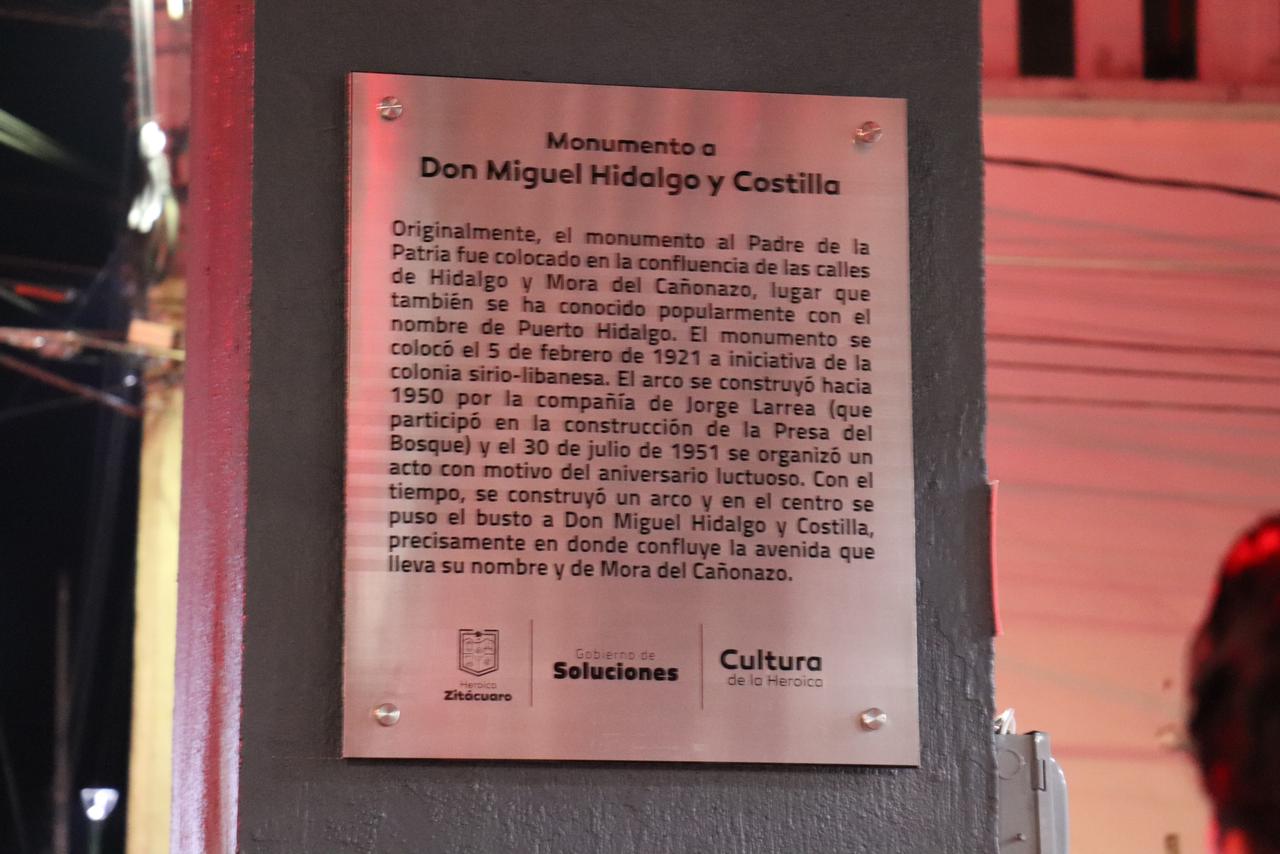 Monumento a
Don Miguel Hidalgo y Costilla
Originalmente, el monumento al Padre de la
Patria fue colocado en la confluencia de las calles
de Hidalgo y Mora del Cañonazo, lugar que
también se ha conocido popularmente con el
nombre de Puerto Hidalgo. El monumento se
colocó el 5 de febrero de 1921 a iniciativa de la
colonia sirio-libanesa. El arco se construyó hacia
1950 por la compañía de Jorge Larrea (que
participó en la construcción de la Presa del
Bosque) y el 30 de julio de 1951 se organizó un
acto con motivo del aniversario luctuoso. Con el
tiempo, se construyó un arco y en el centro se
puso el busto a Don Miguel Hidalgo y Costilla,
precisamente en donde confluye la avenida que
lleva su nombre y de Mora del Cañonazo.
Heroica
Zitácuaro
Gobierno de
Soluciones
Cultura
de la Heroica